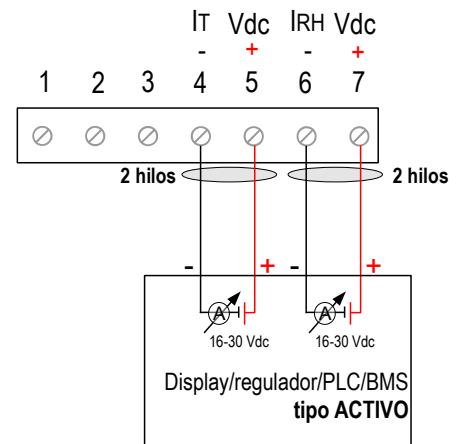 IT Vdc IRH Vdc
- + - +
1 2 3 4 5 6 7
2 hilos 2 hilos
- + - +
A A
16-30 Vdc 16-30 Vdc
Display/regulador/PLC/BMS
tipo ACTIVO